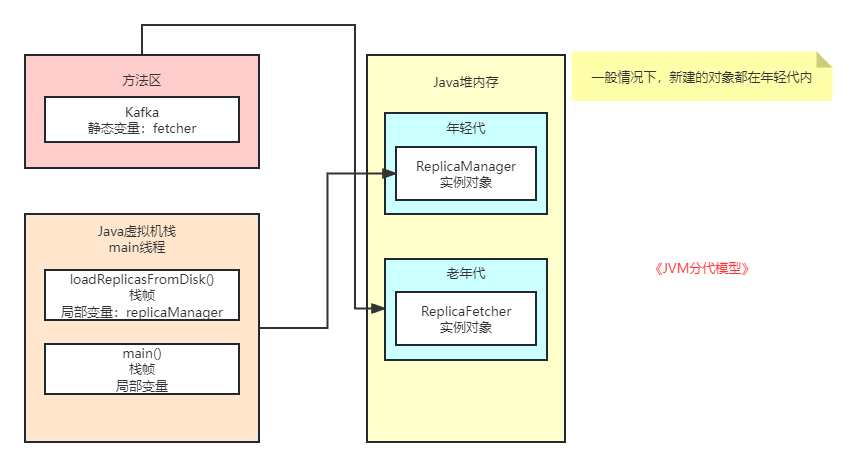 方法区
Kafka
静态变量：fetcher
Java虚拟机栈
main线程
loadReplicasFromDisk()
栈帧
局部变量：replicaManager
main()
栈帧
局部变量
Java堆内存
年轻代
ReplicaManager
实例对象
老年代
ReplicaFetcher
实例对象
一般情况下，新建的对象都在年轻代内
《JVM分代模型》